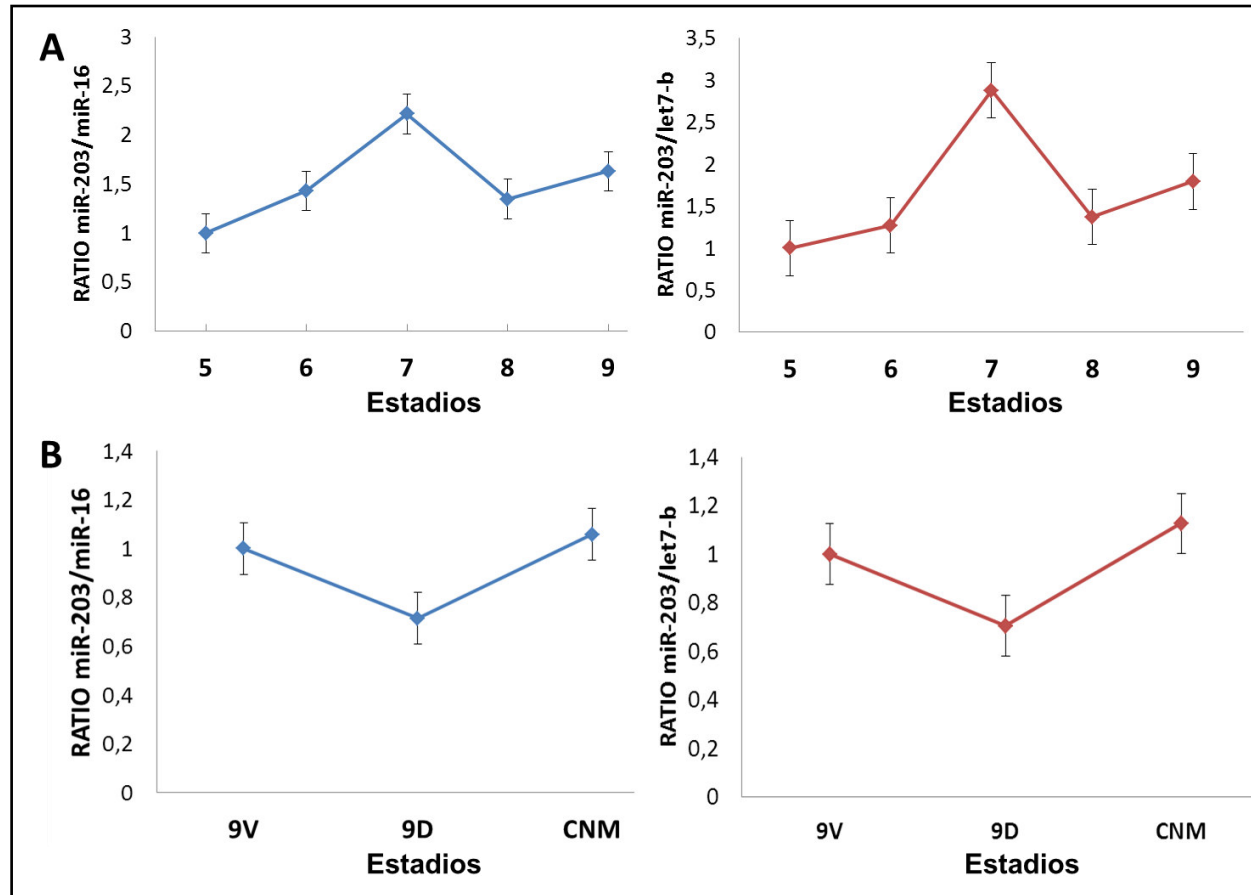 A
RATIO miR-203/miR-16
3
2,5
2
1,5
1
0,5
0
5 6 7 8 9
Estadios
RATIO miR-203/let7-b
3,5
3
2,5
2
1,5
1
0,5
0
5 6 7 8 9
Estadios
B
RATIO miR-203/miR-16
1,4
1,2
1
0,8
0,6
0,4
0,2
0
9V 9D CNM
Estadios
RATIO miR-203/let7-b
1,4
1,2
1
0,8
0,6
0,4
0,2
0
9V 9D CNM
Estadios